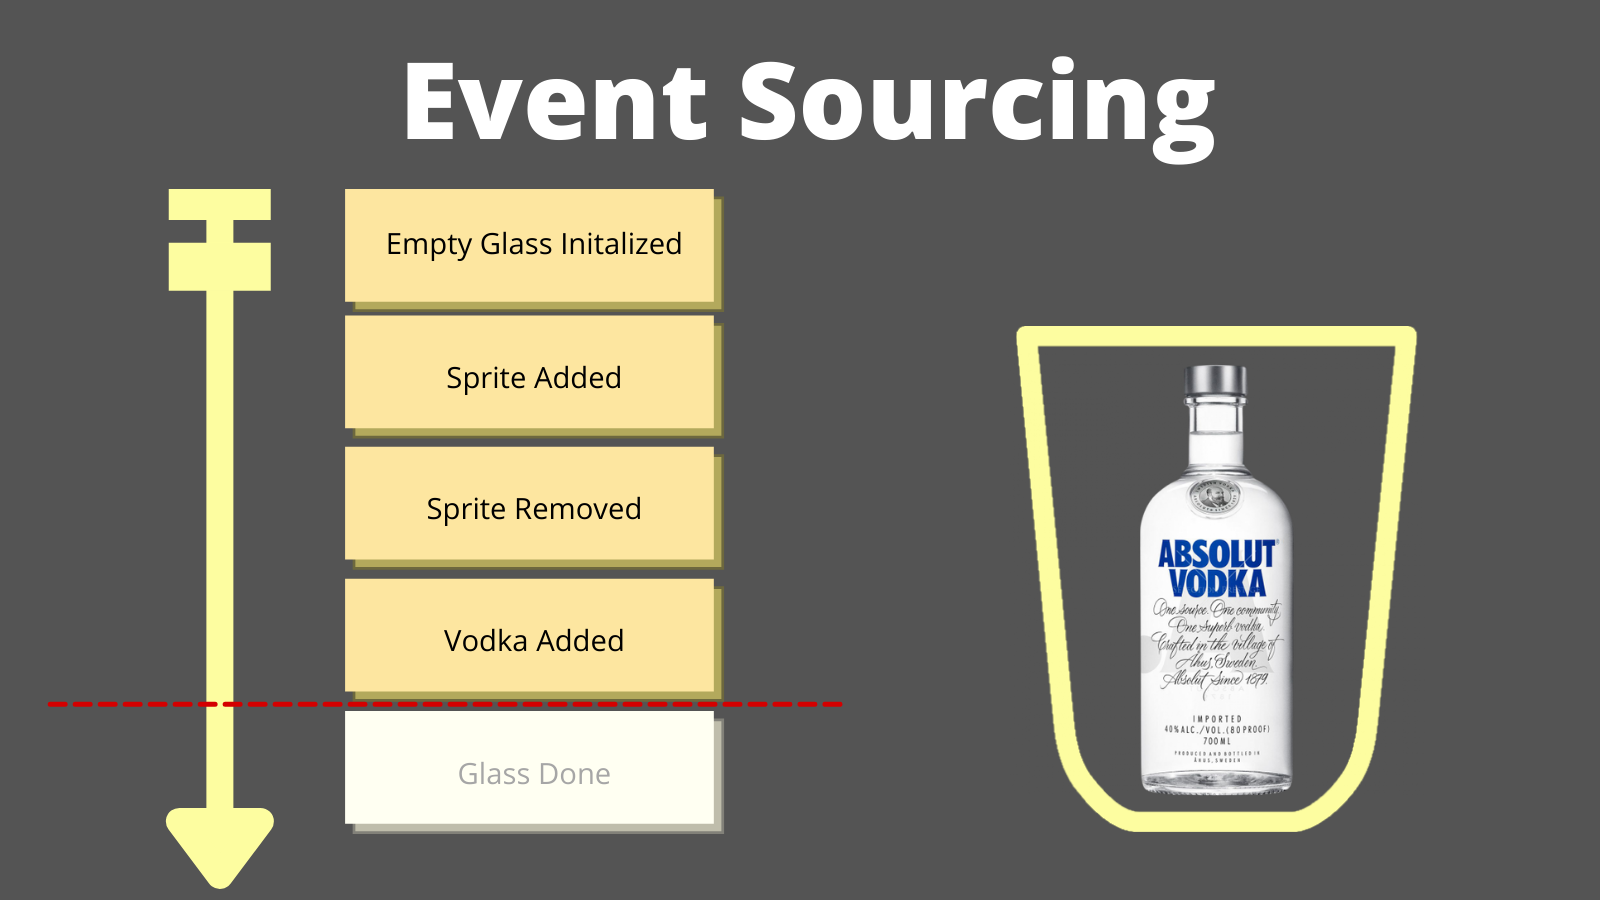 Event Sourcing
Empty Glass Initalized
Sprite Added
Sprite Removed
Vodka Added
Glass Done
ABSOLUT
VODKA
One source. One community.
One superb vodka.
Crafted in the village of
Åhus, Sweden.
Absolut Since 1879.
IMPORTED
40%ALC./VOL.(80 PROOF)
700ML
PRODUCED AND BOTTLED IN
ÅHUS, SWEDEN